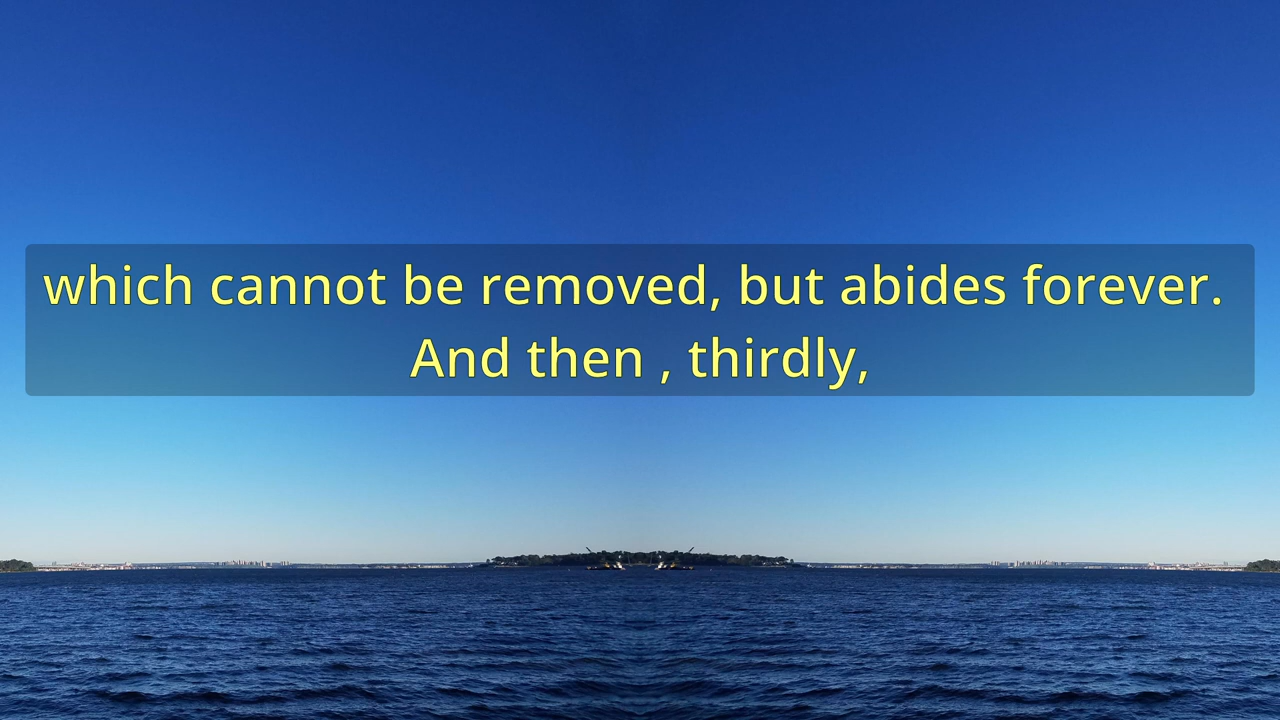 which cannot be removed, but abides forever.
And then , thirdly,